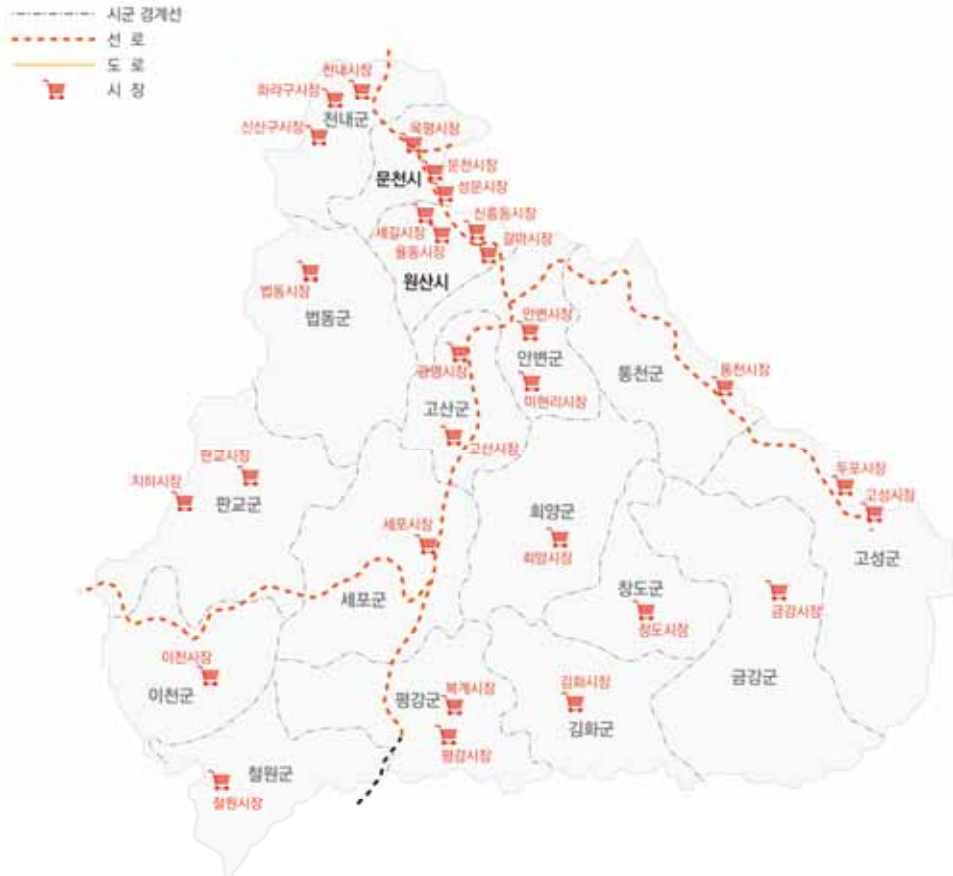 시군 경계선
선 로
도 로
시 장
천내시장
화라구시장
천내군
신산구시장
옥평시장
문천시장
문천시
성문시장
신흥동시장
세길시장
갈마시장
월동시장
원산시
법동시장
법동군
안변시장
안변군
광명시장
통천군
통천시장
미현리시장
고산군
고산시장
판교시장
지하시장
판교군
두포시장
고성시장
회양군
세포시장
회양시장
고성군
창도군
세포군
금강시장
창도시장
이천시장
이천군
금강군
북계시장
평강군
김화시장
김화군
평강시장
철원군
철원시장